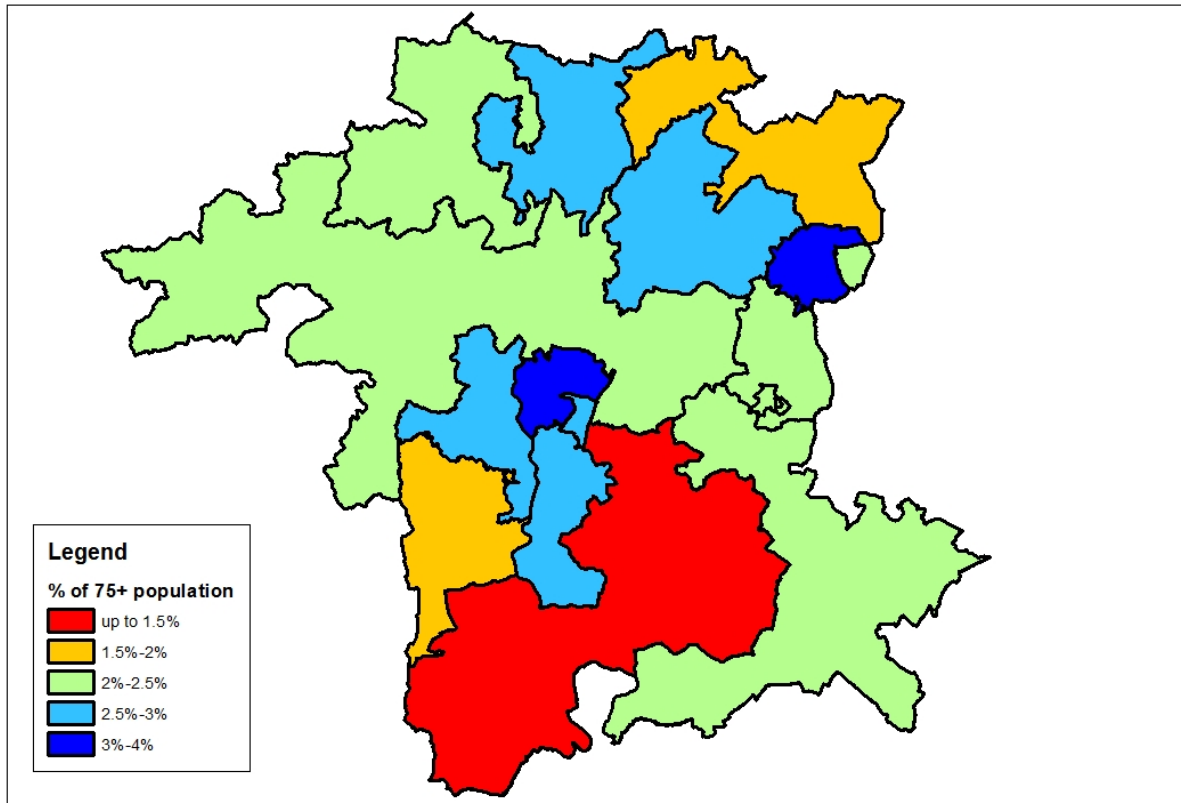 Legend
% of 75+ population
up to 1.5%
1.5%-2%
2%-2.5%
2.5%-3%
3%-4%